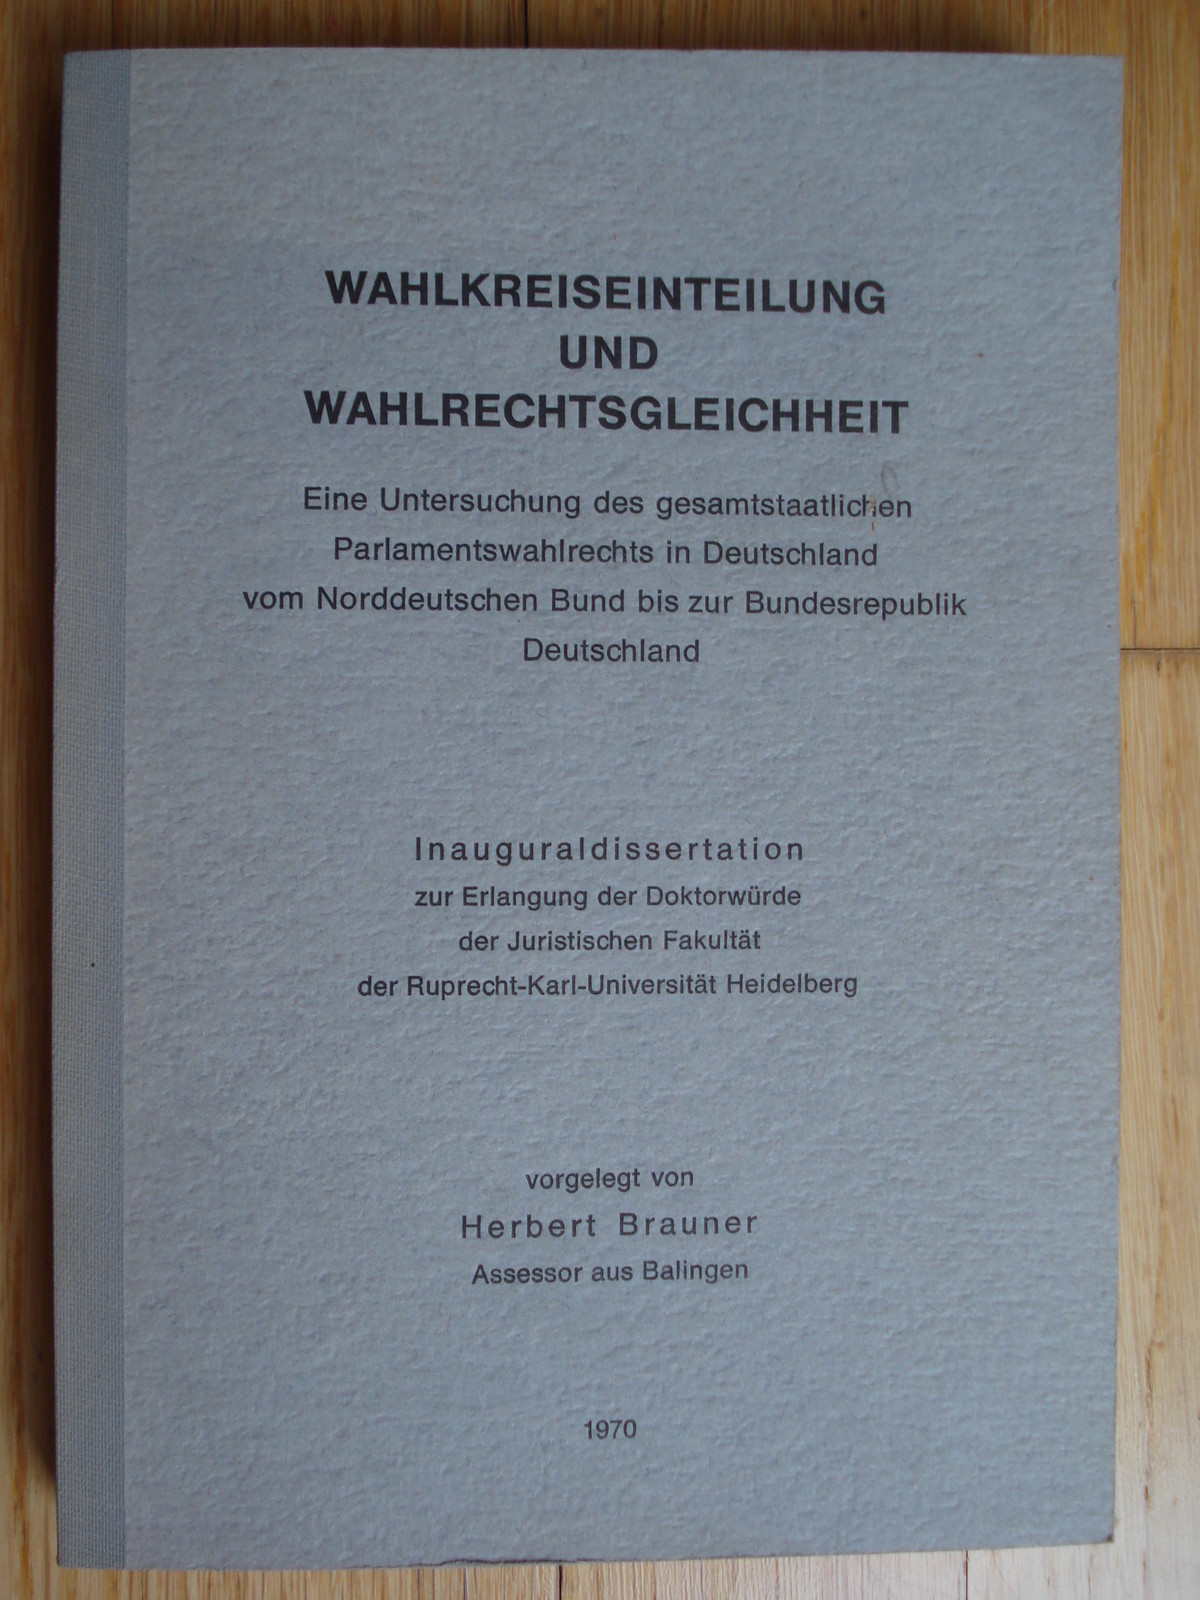 WAHLKREISEINTEILUNG
UND
WAHLRECHTSGLEICHHEIT
Eine Untersuchung des gesamtstaatlichen
Parlamentswahlrechts in Deutschland
vom Norddeutschen Bund bis zur Bundesrepublik
Deutschland
Inauguraldissertation
zur Erlangung der Doktorwürde
der Juristischen Fakultät
der Ruprecht-Karl-Universität Heidelberg
vorgelegt von
Herbert Brauner
Assessor aus Balingen
1970